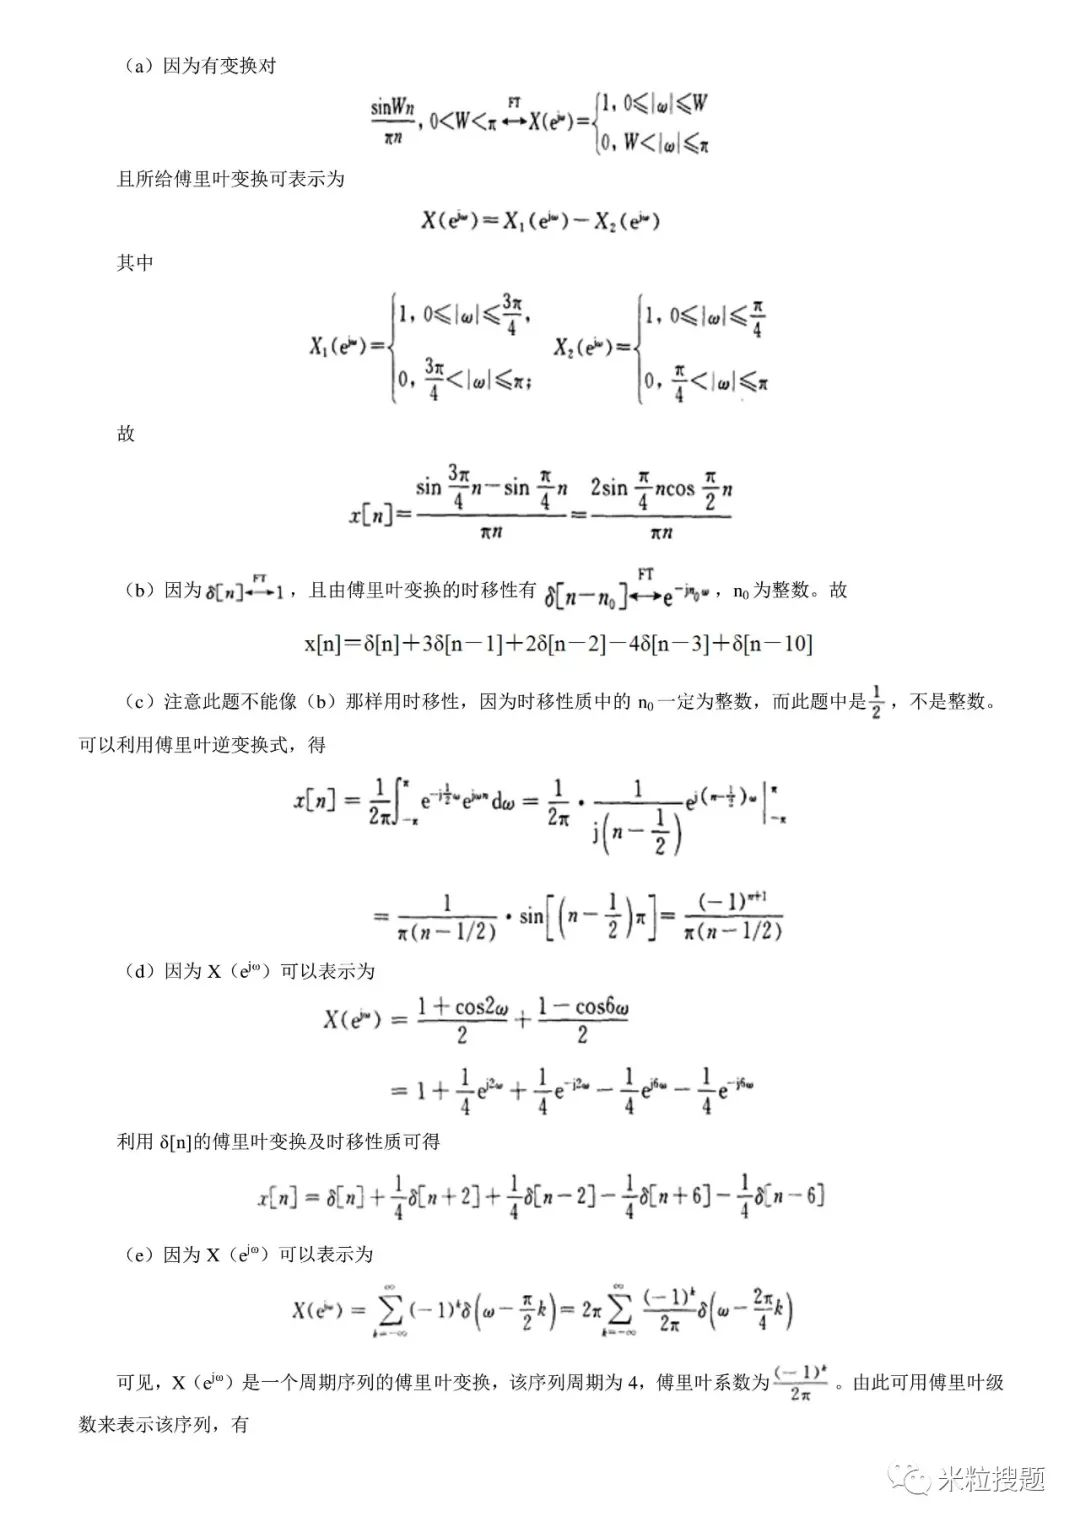 （a）因为有变换对
sinWn/πn, 0<W<π ←FT→ X(e^{jω})={1, 0≤|ω|≤W; 0, W<|ω|≤π
且所给傅里叶变换可表示为
X(e^{jω})=X₁(e^{jω})−X₂(e^{jω})
其中
X₁(e^{jω})={1, 0≤|ω|≤3π/4, 0, 3π/4<|ω|≤π; X₂(e^{jω})={1, 0≤|ω|≤π/4 0, π/4<|ω|≤π
故
x[n]=(sin 3π/4 n−sin π/4 n)/πn=(2sin π/4 ncos π/2 n)/πn
（b）因为 δ[n]←FT→1，且由傅里叶变换的时移性有 δ[n−n₀]←FT→e^{−jn₀ω}，n₀为整数。故
x[n]=δ[n]+3δ[n−1]+2δ[n−2]−4δ[n−3]+δ[n−10]
（c）注意此题不能像（b）那样用时移性，因为时移性质中的 n₀一定为整数，而此题中是 1/2，不是整数。
可以利用傅里叶逆变换式，得
x[n] = 1/2π ∫_{−π}^{π} e^{−j½ω}e^{jωn}dω = 1/2π · 1/(j(n−1/2)) e^{j(n−½)ω}|_{−π}^{π}
= 1/(π(n−1/2)) · sin[(n−1/2)π]= (−1)^{n+1}/(π(n−1/2))
（d）因为 X（e^{jω}）可以表示为
X(e^{jω}) = (1+cos2ω)/2 + (1−cos6ω)/2
= 1+1/4 e^{j2ω}+1/4 e^{−j2ω}−1/4 e^{j6ω}−1/4 e^{−j6ω}
利用 δ[n]的傅里叶变换及时移性质可得
x[n] = δ[n]+1/4 δ[n+2]+1/4 δ[n−2]−1/4 δ[n+6]−1/4 δ[n−6]
（e）因为 X（e^{jω}）可以表示为
X(e^{jω}) = ∑_{k=−∞}^{∞}(−1)^k δ(ω−π/2 k)= 2π ∑_{k=−∞}^{∞} (−1)^k/2π δ(ω−2π/4 k)
可见，X（e^{jω}）是一个周期序列的傅里叶变换，该序列周期为 4，傅里叶系数为 (−1)^k/2π 。由此可用傅里叶级
数来表示该序列，有
米粒搜题